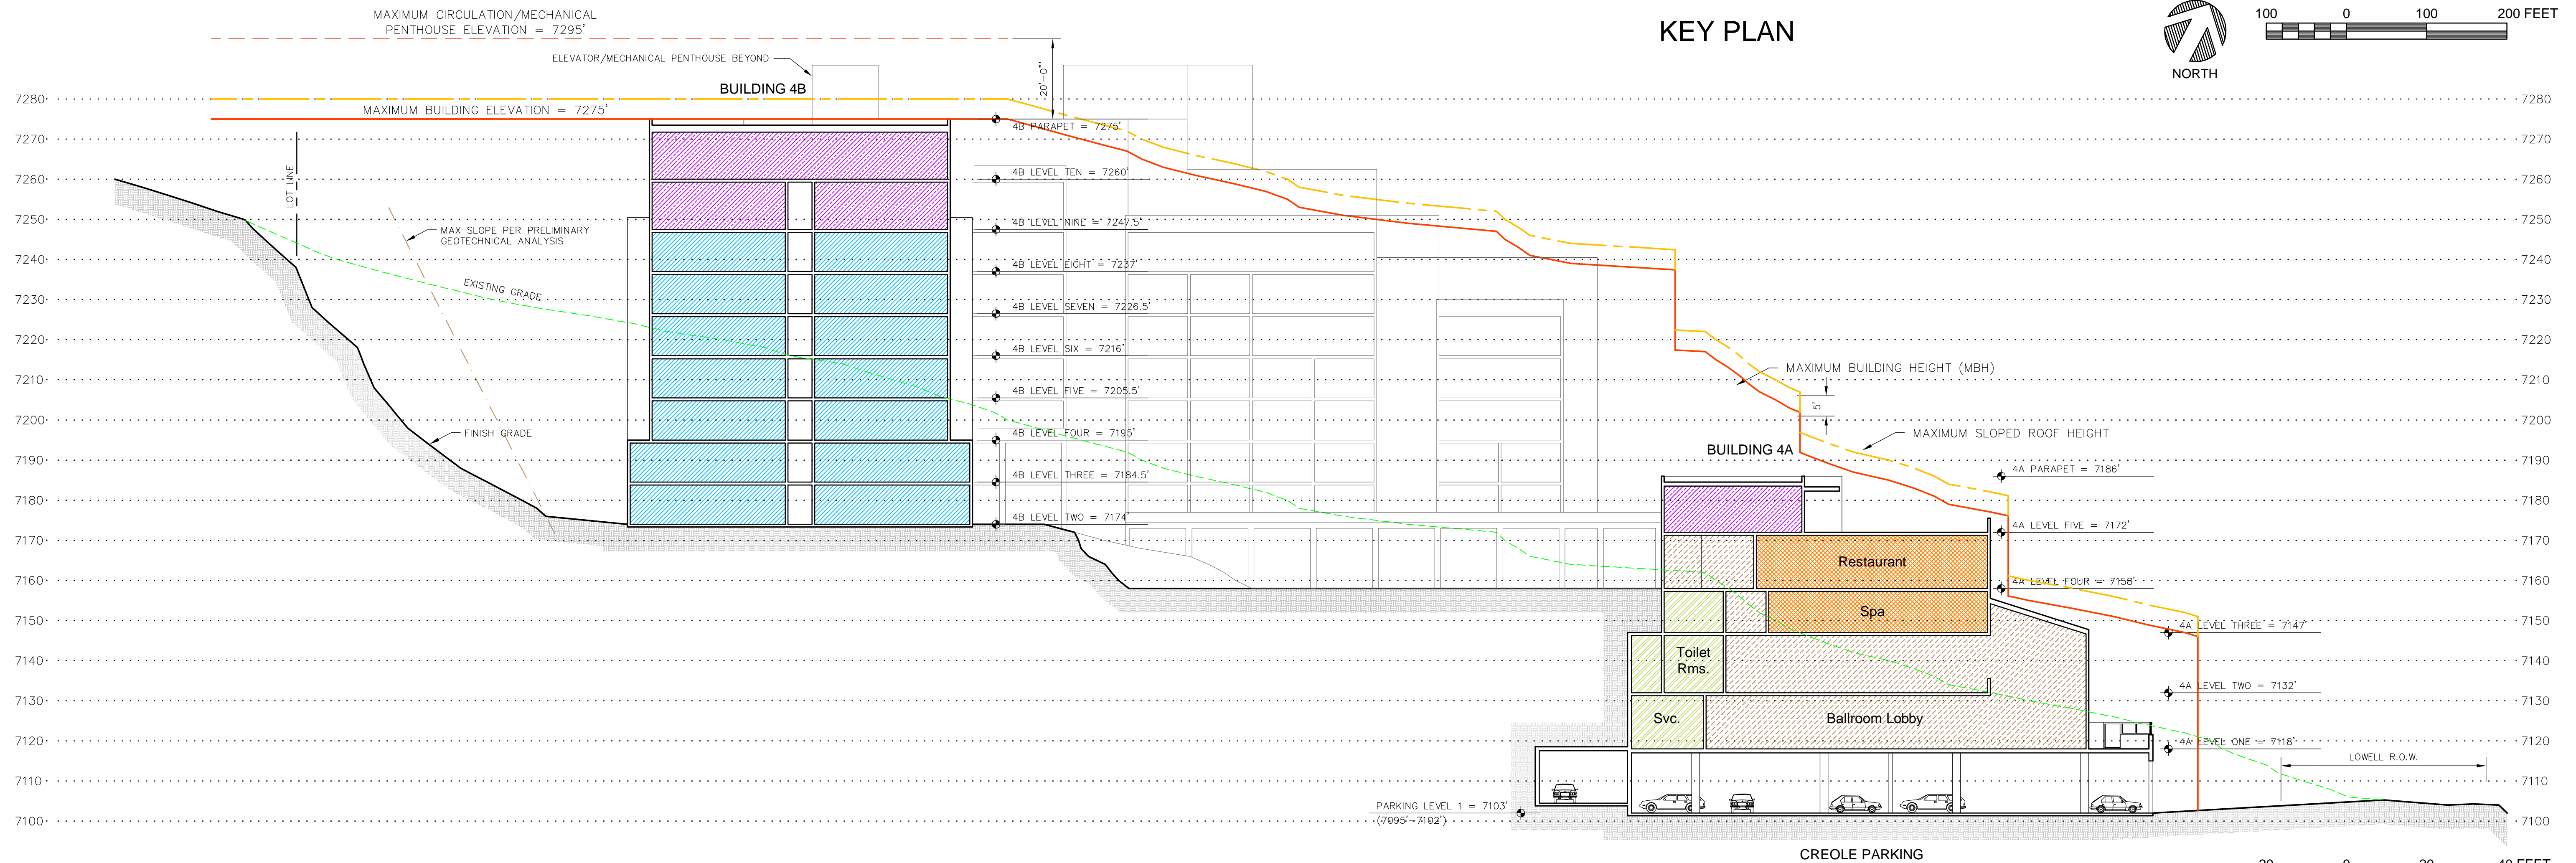 MAXIMUM CIRCULATION/MECHANICAL
PENTHOUSE ELEVATION = 7295'
KEY PLAN
NORTH
100 0 100 200 FEET
ELEVATOR/MECHANICAL PENTHOUSE BEYOND
BUILDING 4B
20'-0"
7280
7280
MAXIMUM BUILDING ELEVATION = 7275'
4B PARAPET = 7275'
7270
7270
LOT LINE
4B LEVEL TEN = 7260'
7260
7260
4B LEVEL NINE = 7247.5'
7250
7250
MAX SLOPE PER PRELIMINARY
GEOTECHNICAL ANALYSIS
7240
7240
4B LEVEL EIGHT = 7237'
EXISTING GRADE
7230
7230
4B LEVEL SEVEN = 7226.5'
7220
7220
4B LEVEL SIX = 7216'
MAXIMUM BUILDING HEIGHT (MBH)
7210
7210
4B LEVEL FIVE = 7205.5'
5'
7200
7200
FINISH GRADE
4B LEVEL FOUR = 7195'
MAXIMUM SLOPED ROOF HEIGHT
BUILDING 4A
7190
7190
4A PARAPET = 7186'
4B LEVEL THREE = 7184.5'
7180
7180
4B LEVEL TWO = 7174'
4A LEVEL FIVE = 7172'
7170
7170
Restaurant
7160
7160
4A LEVEL FOUR = 7158'
Spa
7150
7150
4A LEVEL THREE = 7147'
7140
7140
Toilet
Rms.
4A LEVEL TWO = 7132'
7130
7130
Svc.
Ballroom Lobby
7120
7120
4A LEVEL ONE = 7118'
LOWELL R.O.W.
7110
7110
PARKING LEVEL 1 = 7103'
(7095'-7102')
7100
7100
CREOLE PARKING
20 0 20 40 FEET